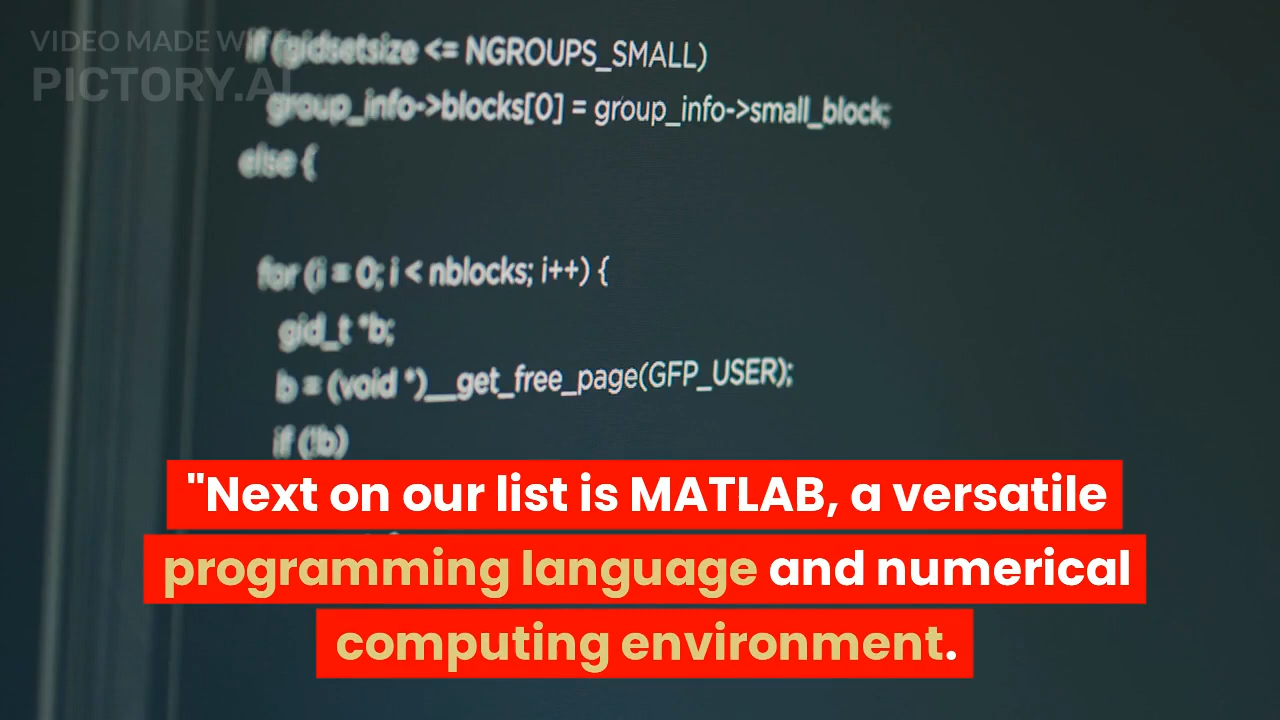 VIDEO MADE WITH
PICTORY.AI
if (gidsetsize <= NGROUPS_SMALL)
group_info->blocks[0] = group_info->small_block;
else {
for (i = 0; i < nblocks; i++) {
gid_t *b;
b = (void *)__get_free_page(GFP_USER);
if (!b)
"Next on our list is MATLAB, a versatile
programming language and numerical
computing environment.